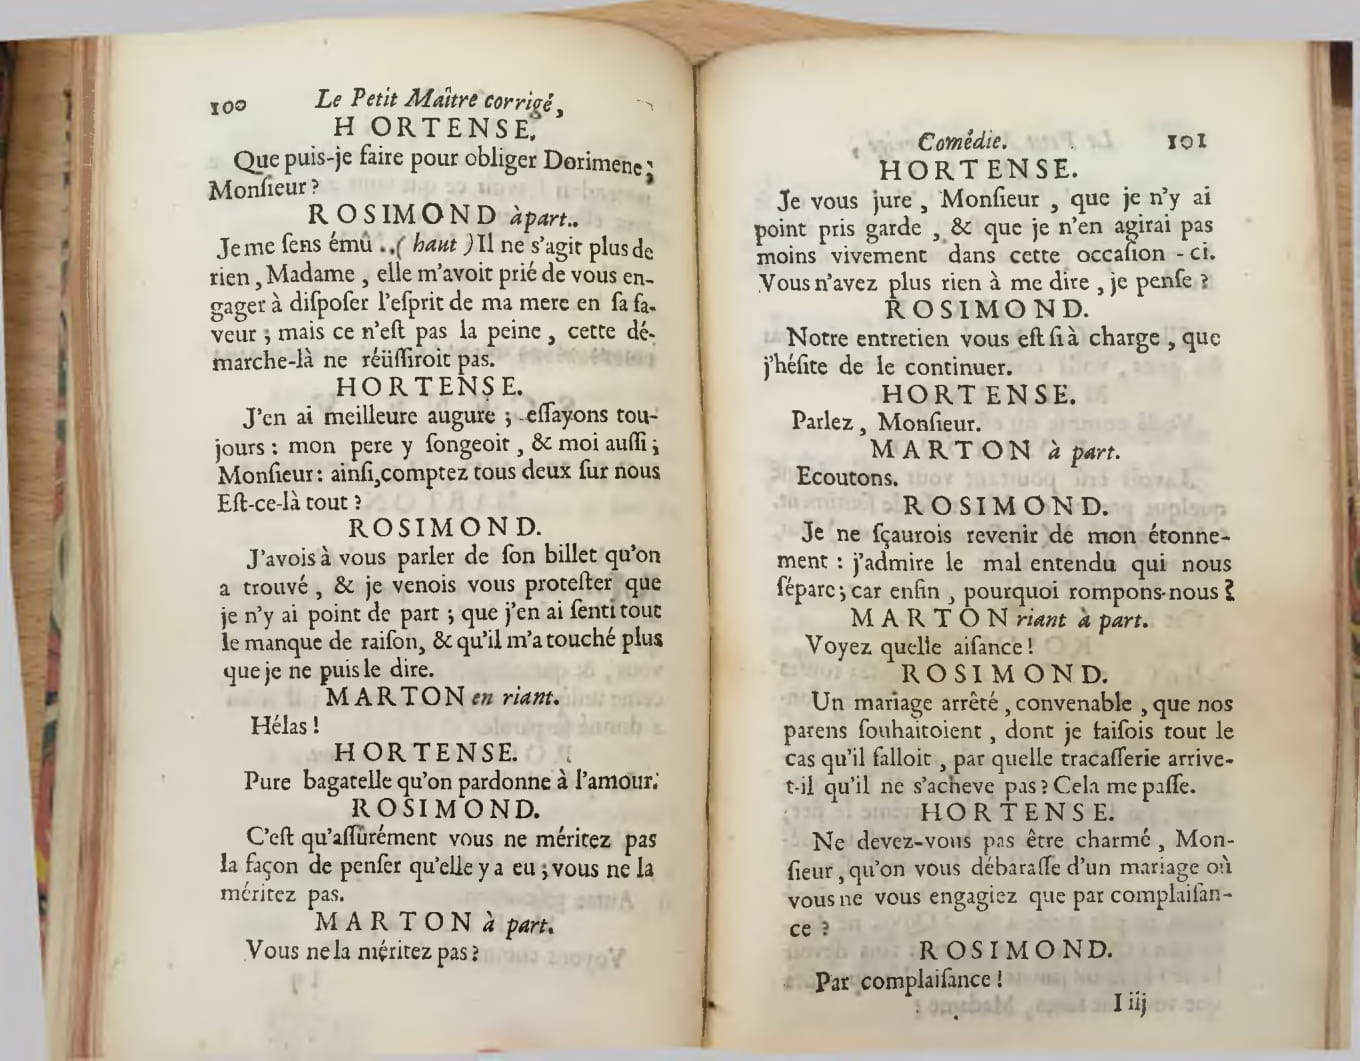 100 Le Petit Maître corrigé,
HORTENSE.
Que puis-je faire pour obliger Dorimene;
Monſieur?
ROSIMOND àpart..
Je me ſens émû ..( haut ) Il ne s'agit plus de
rien, Madame, elle m'avoit prié de vous en-
gager à diſpoſer l'eſprit de ma mere en ſa fa-
veur; mais ce n'eſt pas la peine, cette dé-
marche-là ne réüſſiroit pas.
HORTENSE.
J'en ai meilleure augure; eſſayons tou-
jours: mon pere y ſongeoit, & moi auſſi;
Monſieur: ainſi, comptez tous deux ſur nous
Eſt-ce-là tout?
ROSIMOND.
J'avois à vous parler de ſon billet qu'on
a trouvé, & je venois vous proteſter que
je n'y ai point de part; que j'en ai ſenti tout
le manque de raiſon, & qu'il m'a touché plus
que je ne puis le dire.
MARTON en riant.
Hélas!
HORTENSE.
Pure bagatelle qu'on pardonne à l'amour.
ROSIMOND.
C'eſt qu'aſſûrément vous ne méritez pas
la façon de penſer qu'elle y a eu; vous ne la
méritez pas.
MARTON à part.
Vous ne la méritez pas?
Comédie. 101
HORTENSE.
Je vous jure, Monſieur, que je n'y ai
point pris garde, & que je n'en agirai pas
moins vivement dans cette occaſion-ci.
Vous n'avez plus rien à me dire, je penſe?
ROSIMOND.
Notre entretien vous eſt ſi à charge, que
j'héſite de le continuer.
HORTENSE.
Parlez, Monſieur.
MARTON à part.
Ecoutons.
ROSIMOND.
Je ne ſçaurois revenir de mon étonne-
ment: j'admire le mal entendu qui nous
ſépare; car enfin, pourquoi rompons-nous?
MARTON riant à part.
Voyez quelle aiſance!
ROSIMOND.
Un mariage arrêté, convenable, que nos
parens ſouhaitoient, dont je faiſois tout le
cas qu'il falloit, par quelle tracaſſerie arrive-
t-il qu'il ne s'acheve pas? Cela me paſſe.
HORTENSE.
Ne devez-vous pas être charmé, Mon-
ſieur, qu'on vous débaraſſe d'un mariage où
vous ne vous engagiez que par complaiſan-
ce?
ROSIMOND.
Par complaiſance!
I iij